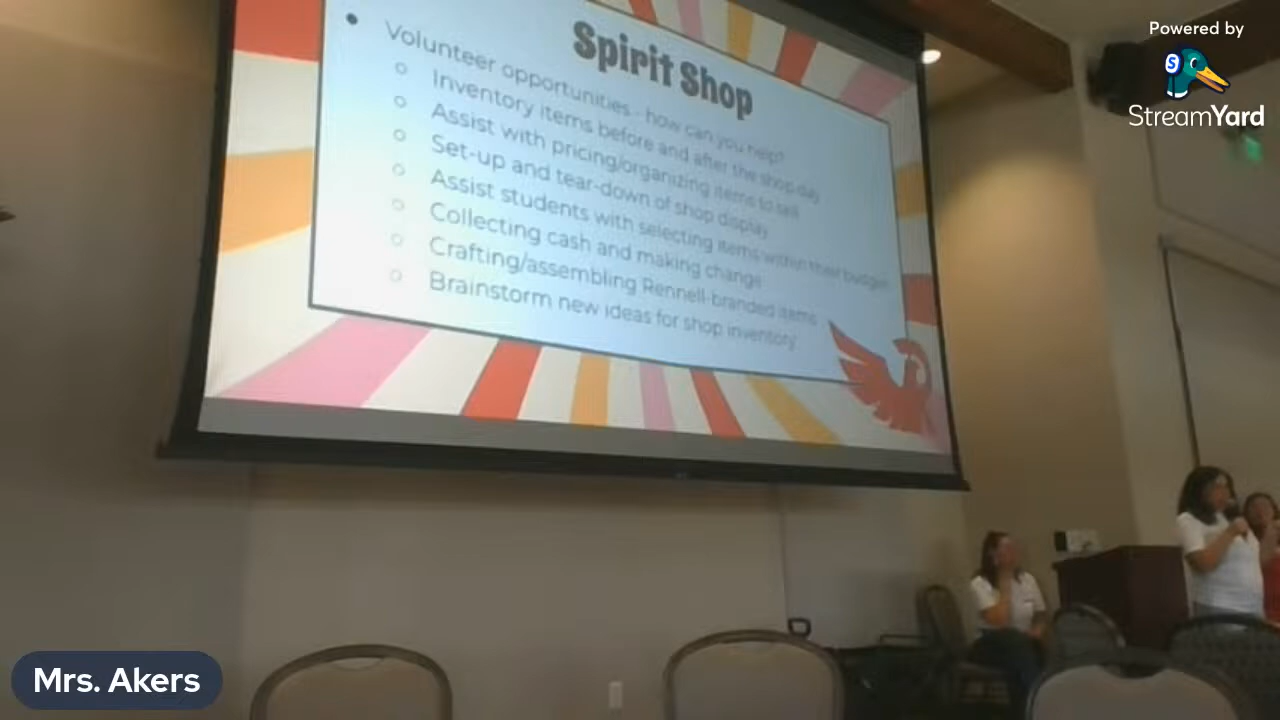 Spirit Shop
Volunteer opportunities - how can you help?
Inventory items before and after the shop day
Assist with pricing/organizing items to sell
Set-up and tear-down of shop display
Assist students with selecting items within their budget
Collecting cash and making change
Crafting/assembling Rennell-branded items
Brainstorm new ideas for shop inventory
Powered by
S
StreamYard
Mrs. Akers